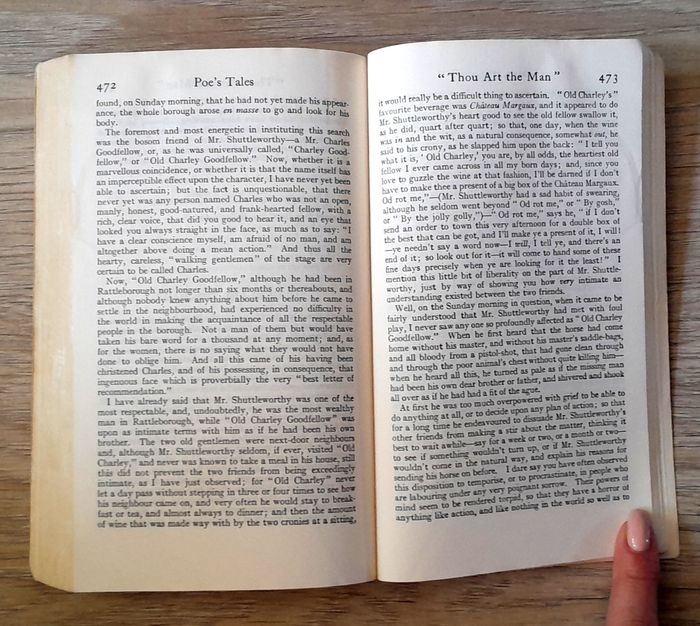 472
Poe's Tales
found, on Sunday morning, that he had not yet made his appear-
ance, the whole borough arose en masse to go and look for his
body.
The foremost and most energetic in instituting this search
was the bosom friend of Mr. Shuttleworthy—a Mr. Charles
Goodfellow, or, as he was universally called, "Charley Good-
fellow," or "Old Charley Goodfellow." Now, whether it is a
marvellous coincidence, or whether it is that the name itself has
an imperceptible effect upon the character, I have never yet been
able to ascertain; but the fact is unquestionable, that there
never yet was any person named Charles who was not an open,
manly, honest, good-natured, and frank-hearted fellow, with a
rich, clear voice, that did you good to hear it, and an eye that
looked you always straight in the face, as much as to say: "I
have a clear conscience myself, am afraid of no man, and am
altogether above doing a mean action." And thus all the
hearty, careless, "walking gentlemen" of the stage are very
certain to be called Charles.
Now, "Old Charley Goodfellow," although he had been in
Rattleborough not longer than six months or thereabouts, and
although nobody knew anything about him before he came to
settle in the neighbourhood, had experienced no difficulty in
the world in making the acquaintance of all the respectable
people in the borough. Not a man of them but would have
taken his bare word for a thousand at any moment; and, as
for the women, there is no saying what they would not have
done to oblige him. And all this came of his having been
christened Charles, and of his possessing, in consequence, that
ingenuous face which is proverbially the very "best letter of
recommendation."
I have already said that Mr. Shuttleworthy was one of the
most respectable, and, undoubtedly, he was the most wealthy
man in Rattleborough, while "Old Charley Goodfellow" was
upon as intimate terms with him as if he had been his own
brother. The two old gentlemen were next-door neighbours
and, although Mr. Shuttleworthy seldom, if ever, visited "Old
Charley," and never was known to take a meal in his house, still
this did not prevent the two friends from being exceedingly
intimate, as I have just observed; for "Old Charley" never
let a day pass without stepping in three or four times to see how
his neighbour came on, and very often he would stay to break-
fast or tea, and almost always to dinner; and then the amount
of wine that was made way with by the two cronies at a sitting,
"Thou Art the Man"
473
it would really be a difficult thing to ascertain. "Old Charley's"
favourite beverage was Château Margaux, and it appeared to do
Mr. Shuttleworthy's heart good to see the old fellow swallow it,
as he did, quart after quart; so that, one day, when the wine
was in and the wit, as a natural consequence, somewhat out, he
said to his crony, as he slapped him upon the back: "I tell you
what it is, 'Old Charley,' you are, by all odds, the heartiest old
fellow I ever came across in all my born days; and, since you
love to guzzle the wine at that fashion, I'll be darned if I don't
have to make thee a present of a big box of the Château Margaux.
Od rot me,"—(Mr. Shuttleworthy had a sad habit of swearing,
although he seldom went beyond "Od rot me," or "By gosh,"
or "By the jolly golly,")—"Od rot me," says he, "if I don't
send an order to town this very afternoon for a double box of
the best that can be got, and I'll make ye a present of it, I will!
—ye needn't say a word now—I will, I tell ye, and there's an
end of it; so look out for it—it will come to hand some of these
fine days precisely when ye are looking for it the least!" I
mention this little bit of liberality on the part of Mr. Shuttle-
worthy, just by way of showing you how very intimate an
understanding existed between the two friends.
Well, on the Sunday morning in question, when it came to be
fairly understood that Mr. Shuttleworthy had met with foul
play, I never saw any one so profoundly affected as "Old Charley
Goodfellow." When he first heard that the horse had come
home without his master, and without his master's saddle-bags,
and all bloody from a pistol-shot, that had gone clean through
and through the poor animal's chest without quite killing him—
when he heard all this, he turned as pale as if the missing man
had been his own dear brother or father, and shivered and shook
all over as if he had had a fit of the ague.
At first he was too much overpowered with grief to be able to
do anything at all, or to decide upon any plan of action; so that
for a long time he endeavoured to dissuade Mr. Shuttleworthy's
other friends from making a stir about the matter, thinking it
best to wait awhile—say for a week or two, or a month or two—
to see if something wouldn't turn up, or if Mr. Shuttleworthy
wouldn't come in the natural way, and explain his reasons for
sending his horse on before. I dare say you have often observed
this disposition to temporise, or to procrastinate, in people who
are labouring under any very poignant sorrow. Their powers of
mind seem to be rendered torpid, so that they have a horror of
anything like action, and like nothing in the world so well as to